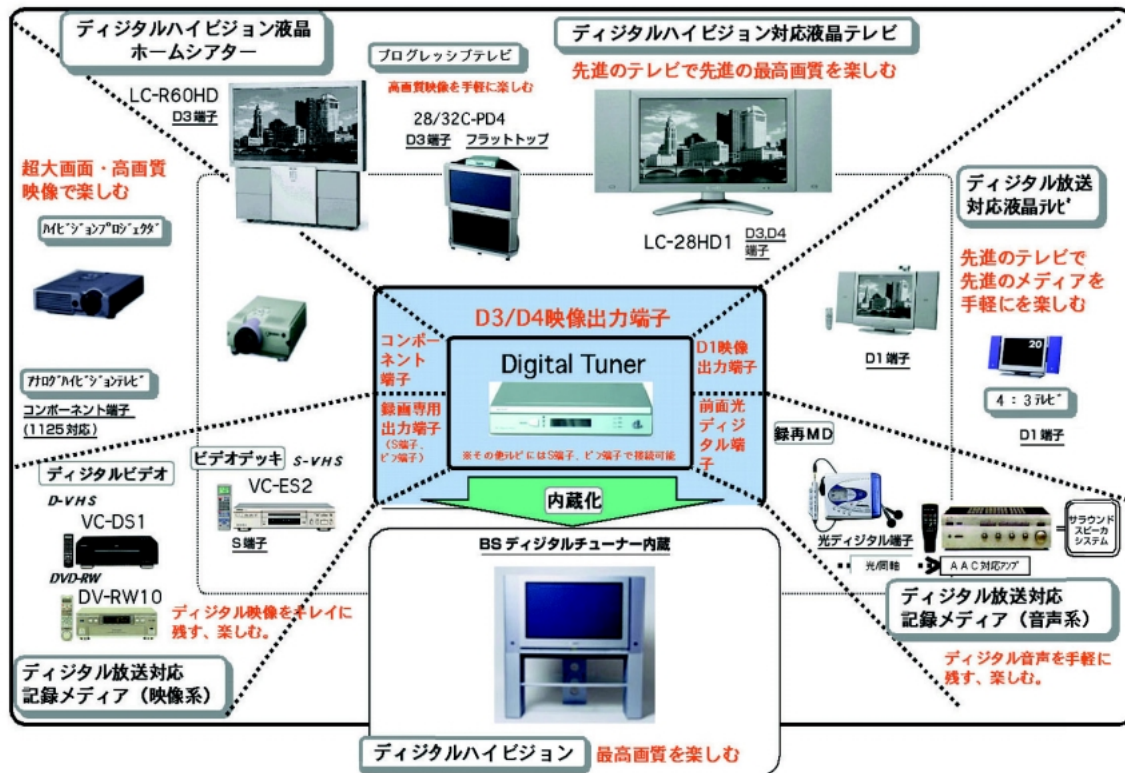 ディジタルハイビジョン液晶
ホームシアター
LC-R60HD
D3端子
超大画面・高画質
映像で楽しむ
ハイビジョンプロジェクタ
アナログハイビジョンテレビ
コンポーネント端子
(1125対応)
プログレッシブテレビ
高画質映像を手軽に楽しむ
28/32C-PD4
D3端子 フラットトップ
ディジタルハイビジョン対応液晶テレビ
先進のテレビで先進の最高画質を楽しむ
LC-28HD1
D3,D4
端子
ディジタル放送
対応液晶テレビ
先進のテレビで
先進のメディアを
手軽にを楽しむ
D1端子
20
4:3テレビ
D1端子
D3/D4映像出力端子
コンポー
ネント
端子
Digital Tuner
D1映像
出力端子
録画専用
出力端子
(S端子、
ピン端子)
前面光
ディジ
タル端
子
※その他テレビにはS端子、ピン端子で接続可能
内蔵化
ディジタルビデオ
D-VHS
VC-DS1
DVD-RW
DV-RW10
ビデオデッキ
S-VHS
VC-ES2
S端子
ディジタル映像をキレイに
残す、楽しむ。
ディジタル放送対応
記録メディア(映像系)
BSディジタルチューナー内蔵
ディジタルハイビジョン
最高画質を楽しむ
録再MD
光ディジタル端子
光/同軸
AAC対応アンプ
サラウンド
スピーカ
システム
ディジタル放送対応
記録メディア(音声系)
ディジタル音声を手軽に
残す、楽しむ。